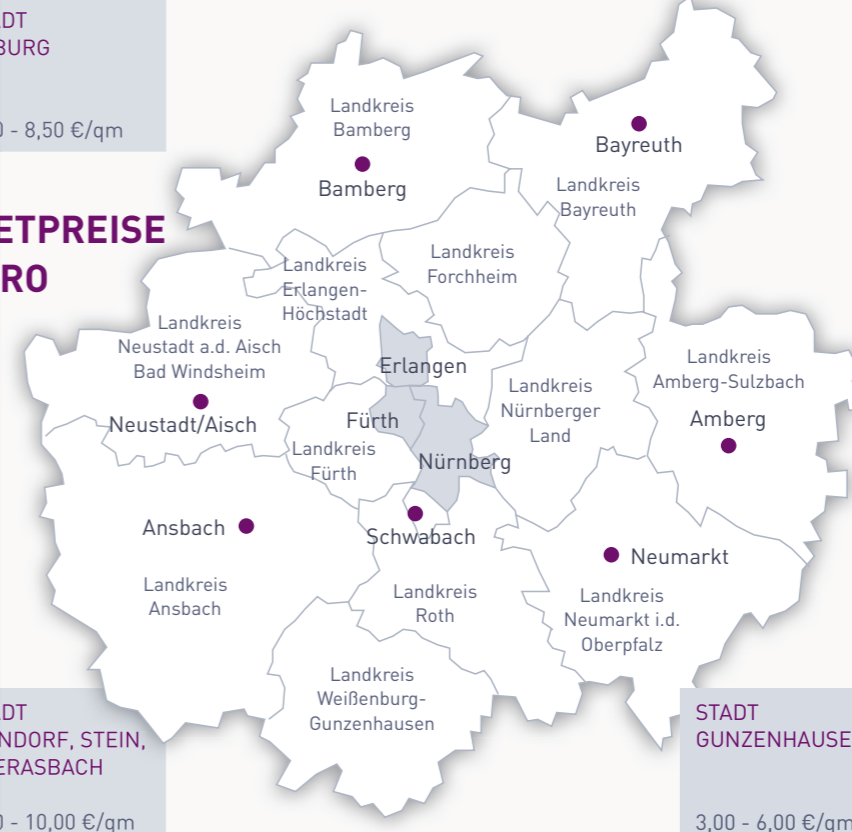 ADT
BURG
0 - 8,50 €/qm
ETPREISE
RO
Landkreis
Bamberg
Bamberg
Bayreuth
Landkreis
Bayreuth
Landkreis
Forchheim
Landkreis
Erlangen-
Höchstadt
Landkreis
Neustadt a.d. Aisch
Bad Windsheim
Neustadt/Aisch
Erlangen
Fürth
Landkreis
Fürth
Nürnberg
Landkreis
Nürnberger
Land
Landkreis
Amberg-Sulzbach
Amberg
Ansbach
Landkreis
Ansbach
Schwabach
Landkreis
Roth
Neumarkt
Landkreis
Neumarkt i.d.
Oberpfalz
Landkreis
Weißenburg-
Gunzenhausen
ADT
NDORF, STEIN,
ERASBACH
0 - 10,00 €/qm
STADT
GUNZENHAUSE
3,00 - 6,00 €/qm